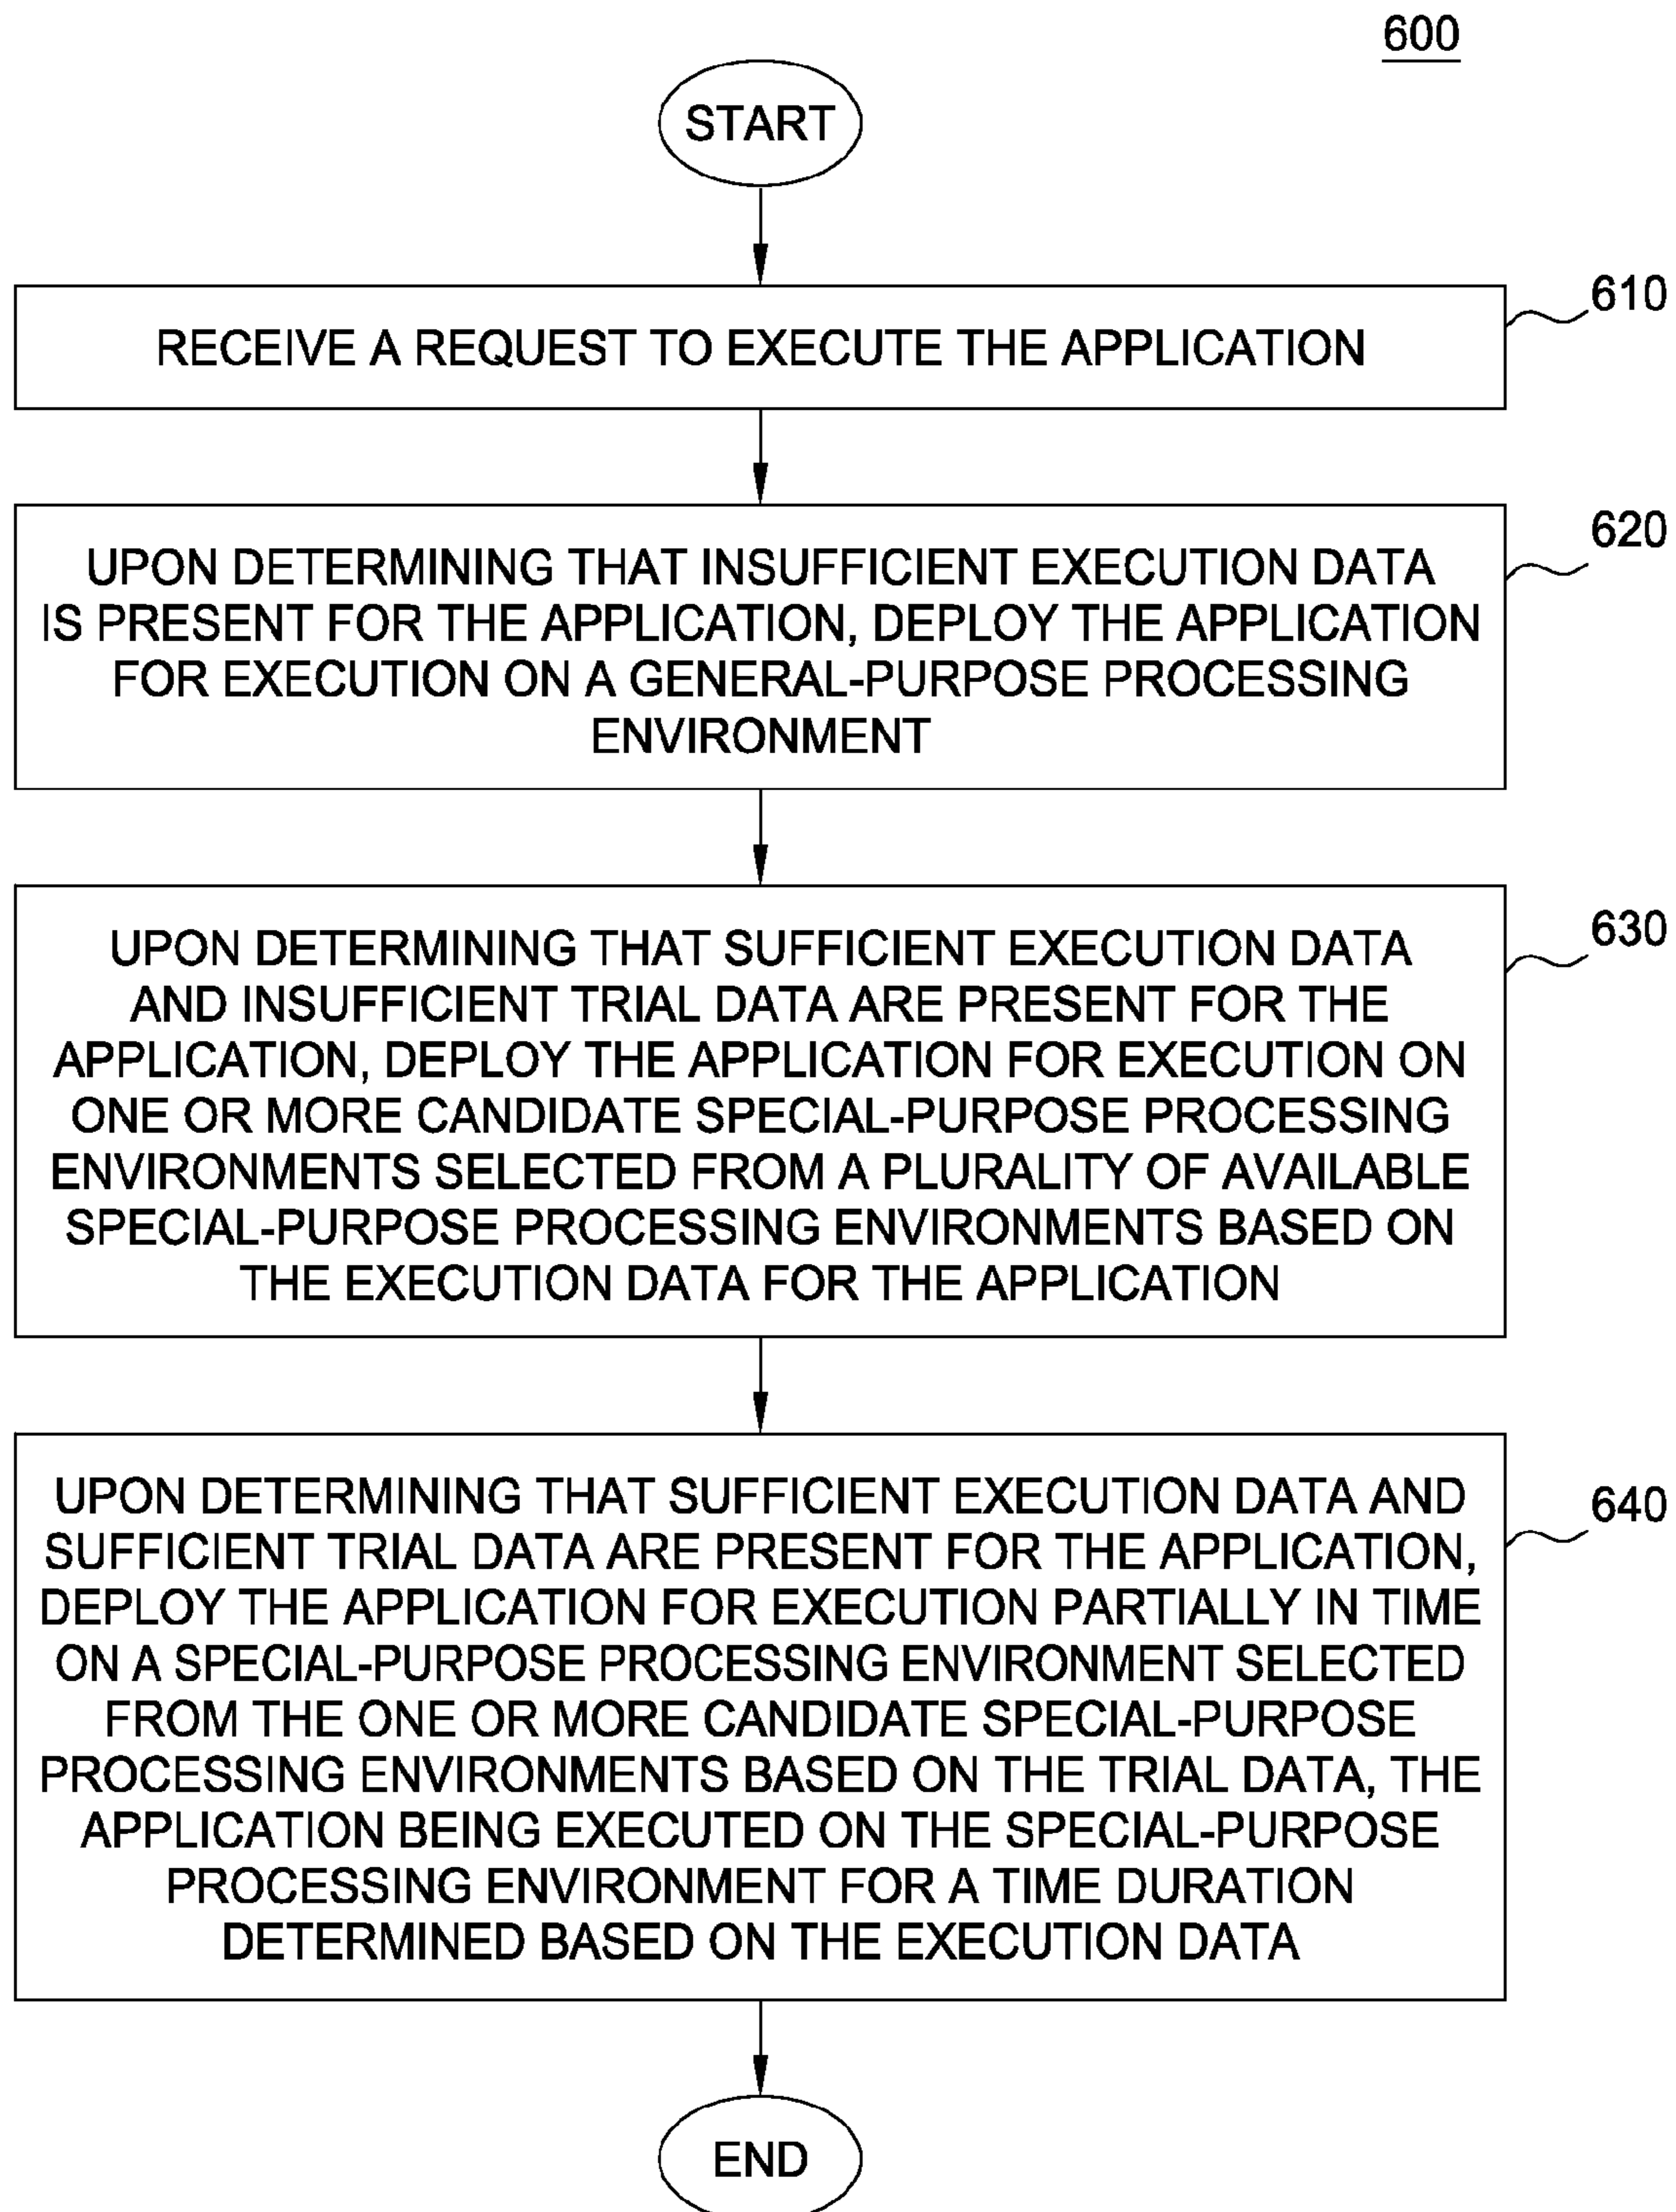 600
START
610
RECEIVE A REQUEST TO EXECUTE THE APPLICATION
620
UPON DETERMINING THAT INSUFFICIENT EXECUTION DATA
IS PRESENT FOR THE APPLICATION, DEPLOY THE APPLICATION
FOR EXECUTION ON A GENERAL-PURPOSE PROCESSING
ENVIRONMENT
630
UPON DETERMINING THAT SUFFICIENT EXECUTION DATA
AND INSUFFICIENT TRIAL DATA ARE PRESENT FOR THE
APPLICATION, DEPLOY THE APPLICATION FOR EXECUTION ON
ONE OR MORE CANDIDATE SPECIAL-PURPOSE PROCESSING
ENVIRONMENTS SELECTED FROM A PLURALITY OF AVAILABLE
SPECIAL-PURPOSE PROCESSING ENVIRONMENTS BASED ON
THE EXECUTION DATA FOR THE APPLICATION
640
UPON DETERMINING THAT SUFFICIENT EXECUTION DATA AND
SUFFICIENT TRIAL DATA ARE PRESENT FOR THE APPLICATION,
DEPLOY THE APPLICATION FOR EXECUTION PARTIALLY IN TIME
ON A SPECIAL-PURPOSE PROCESSING ENVIRONMENT SELECTED
FROM THE ONE OR MORE CANDIDATE SPECIAL-PURPOSE
PROCESSING ENVIRONMENTS BASED ON THE TRIAL DATA, THE
APPLICATION BEING EXECUTED ON THE SPECIAL-PURPOSE
PROCESSING ENVIRONMENT FOR A TIME DURATION
DETERMINED BASED ON THE EXECUTION DATA
END